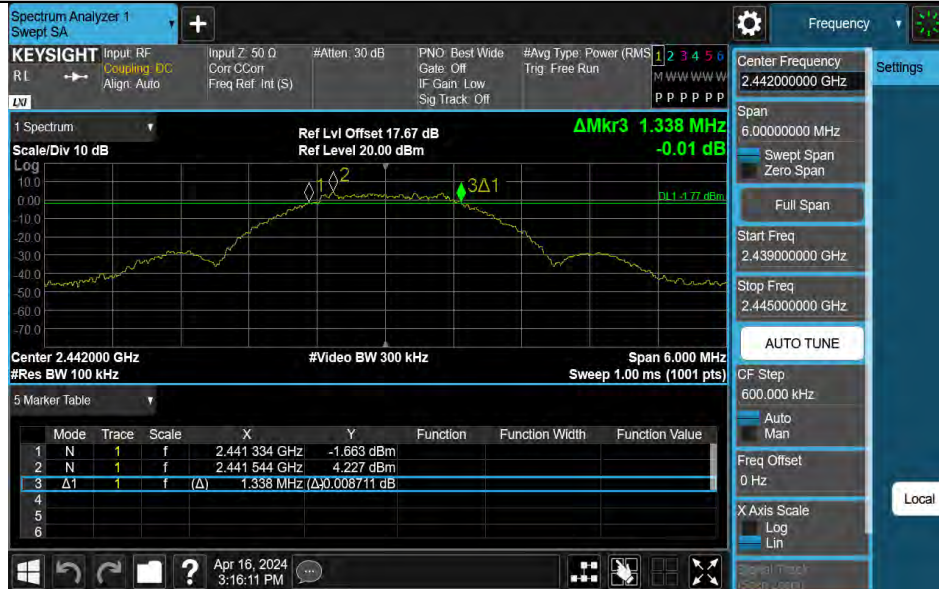 Spectrum Analyzer 1
Swept SA
+
Frequency
KEYSIGHT
Input: RF
Input Z: 50 Ω
#Atten: 30 dB
PNO: Best Wide
#Avg Type: Power (RMS
1 2 3 4 5 6
Coupling: DC
Corr CCorr
Gate: Off
Trig: Free Run
M W W W W W
Align: Auto
Freq Ref: Int (S)
IF Gain: Low
Sig Track: Off
P P P P P P
LXI
1 Spectrum
Ref Lvl Offset 17.67 dB
ΔMkr3 1.338 MHz
Scale/Div 10 dB
Ref Level 20.00 dBm
-0.01 dB
Log
10.0
0.00
-10.0
-20.0
-30.0
-40.0
-50.0
-60.0
-70.0
1
2
3Δ1
DL1 -1.77 dBm
Center 2.442000 GHz
#Video BW 300 kHz
Span 6.000 MHz
#Res BW 100 kHz
Sweep 1.00 ms (1001 pts)
5 Marker Table
Mode Trace Scale X Y Function Function Width Function Value
1 N 1 f 2.441 334 GHz -1.663 dBm
2 N 1 f 2.441 544 GHz 4.227 dBm
3 Δ1 1 f (Δ) 1.338 MHz (Δ) -0.008711 dB
4
5
6
?
Apr 16, 2024
3:16:11 PM
Center Frequency
2.442000000 GHz
Settings
Span
6.00000000 MHz
Swept Span
Zero Span
Full Span
Start Freq
2.439000000 GHz
Stop Freq
2.445000000 GHz
AUTO TUNE
CF Step
600.000 kHz
Auto
Man
Freq Offset
0 Hz
Local
X Axis Scale
Log
Lin
Signal Track
(Span Zoom)